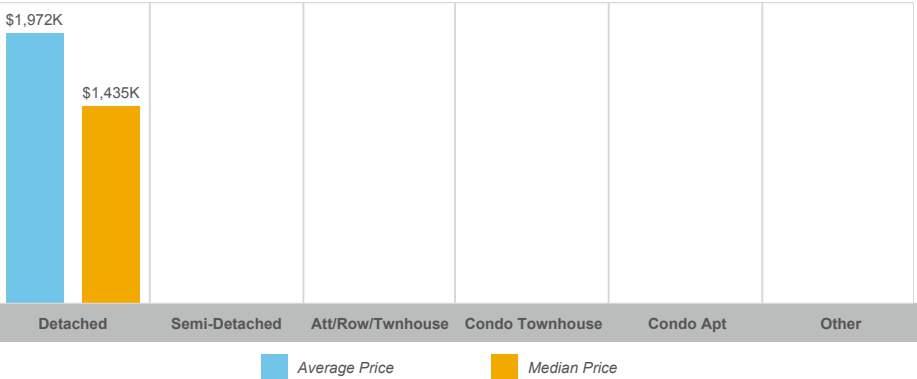 $1,972K
$1,435K
Detached Semi-Detached Att/Row/Twnhouse Condo Townhouse Condo Apt Other
Average Price Median Price